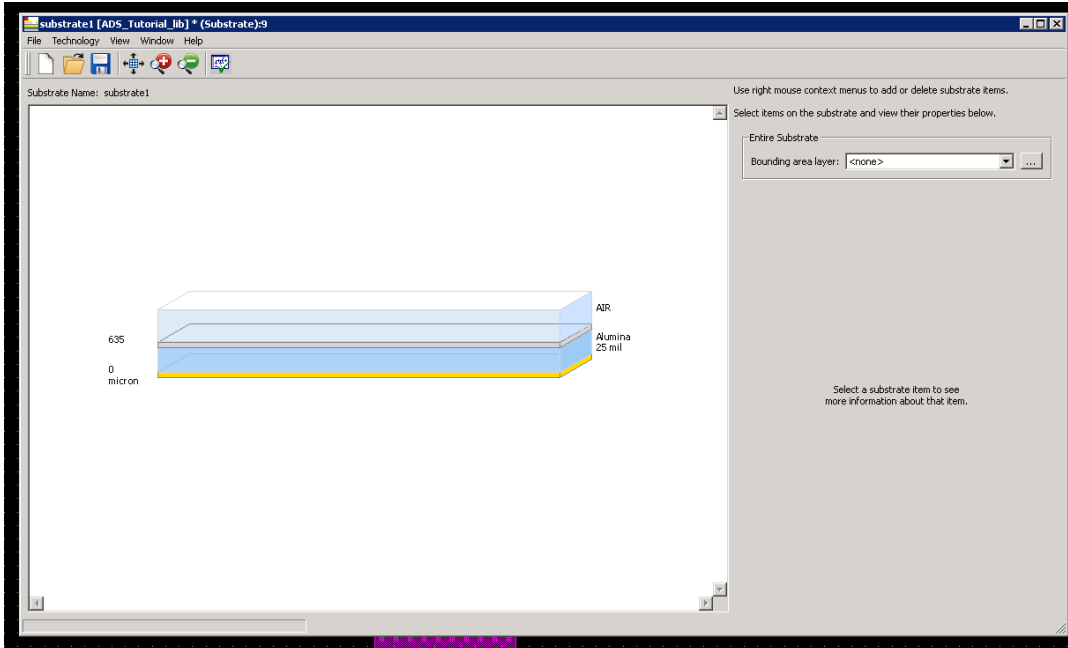 substrate1 [ADS_Tutorial_lib] * (Substrate):9
File Technology View Window Help
Substrate Name: substrate1
Use right mouse context menus to add or delete substrate items.
Select items on the substrate and view their properties below.
Entire Substrate
Bounding area layer: <none> ...
AIR
635
Alumina
25 mil
0
micron
Select a substrate item to see
more information about that item.